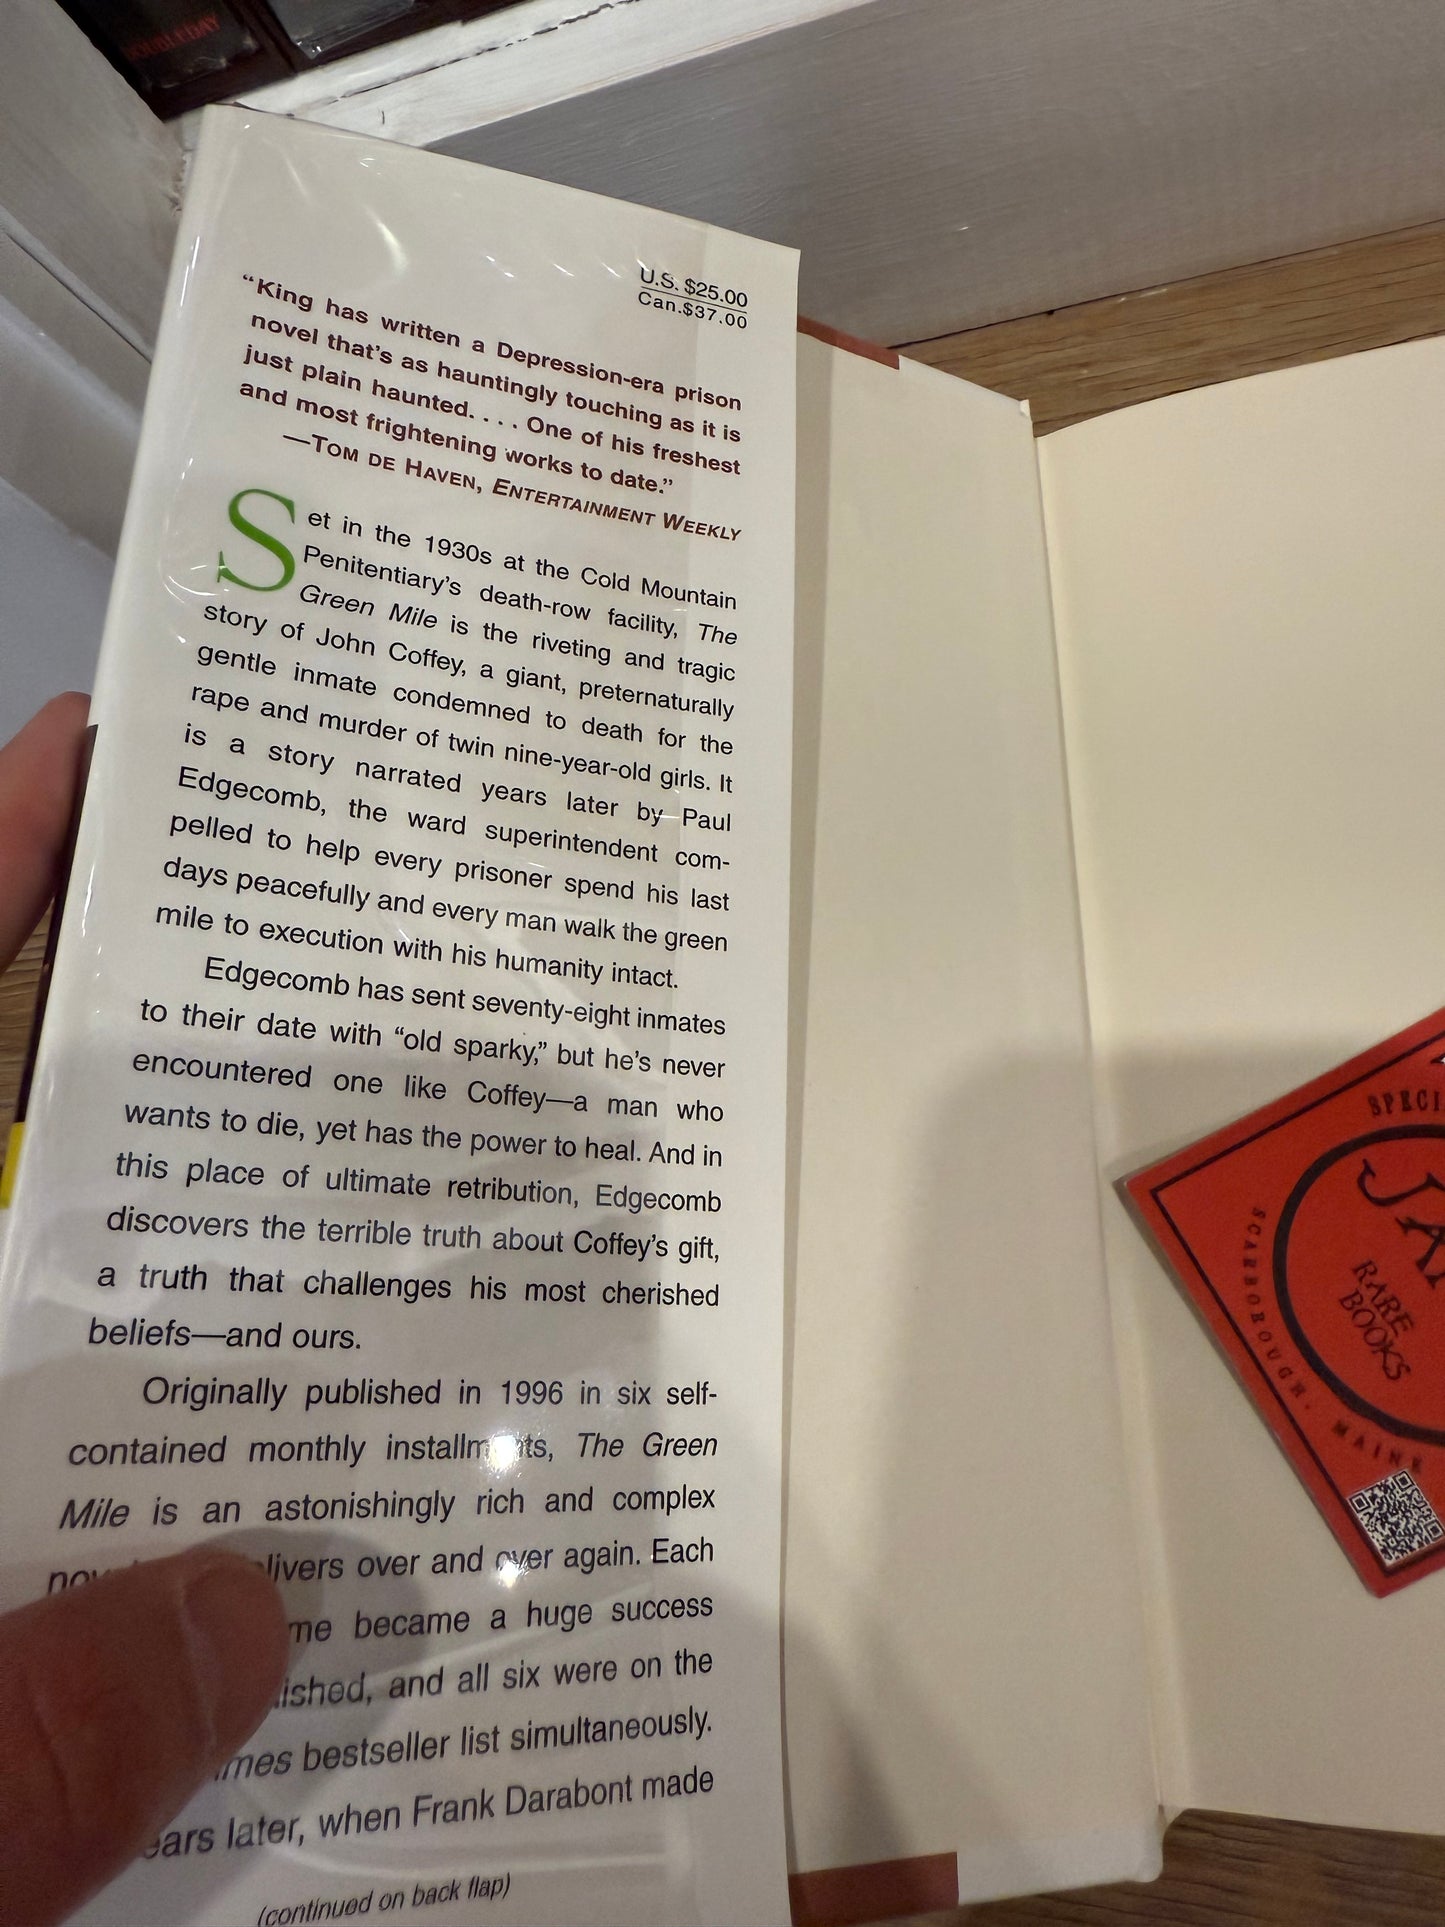 DOUBLEDAY
U.S. $25.00
Can.$37.00
“King has written a Depression-era prison
novel that’s as hauntingly touching as it is
just plain haunted. . . . One of his freshest
and most frightening works to date.”
—TOM DE HAVEN, ENTERTAINMENT WEEKLY
Set in the 1930s at the Cold Mountain
Penitentiary’s death-row facility, The
Green Mile is the riveting and tragic
story of John Coffey, a giant, preternaturally
gentle inmate condemned to death for the
rape and murder of twin nine-year-old girls. It
is a story narrated years later by Paul
Edgecomb, the ward superintendent com-
pelled to help every prisoner spend his last
days peacefully and every man walk the green
mile to execution with his humanity intact.
Edgecomb has sent seventy-eight inmates
to their date with “old sparky,” but he’s never
encountered one like Coffey—a man who
wants to die, yet has the power to heal. And in
this place of ultimate retribution, Edgecomb
discovers the terrible truth about Coffey’s gift,
a truth that challenges his most cherished
beliefs—and ours.
Originally published in 1996 in six self-
contained monthly installments, The Green
Mile is an astonishingly rich and complex
over and over again. Each
became a huge success
and all six were on the
bestseller list simultaneously.
later, when Frank Darabont made
(continued on back flap)
RARE
BOOKS
SCARBOROUGH, MAINE